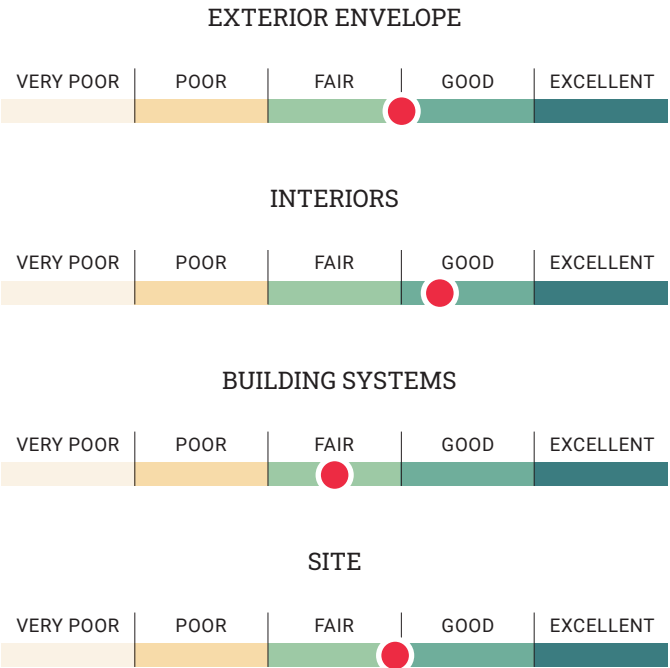 EXTERIOR ENVELOPE
VERY POOR POOR FAIR GOOD EXCELLENT
INTERIORS
VERY POOR POOR FAIR GOOD EXCELLENT
BUILDING SYSTEMS
VERY POOR POOR FAIR GOOD EXCELLENT
SITE
VERY POOR POOR FAIR GOOD EXCELLENT